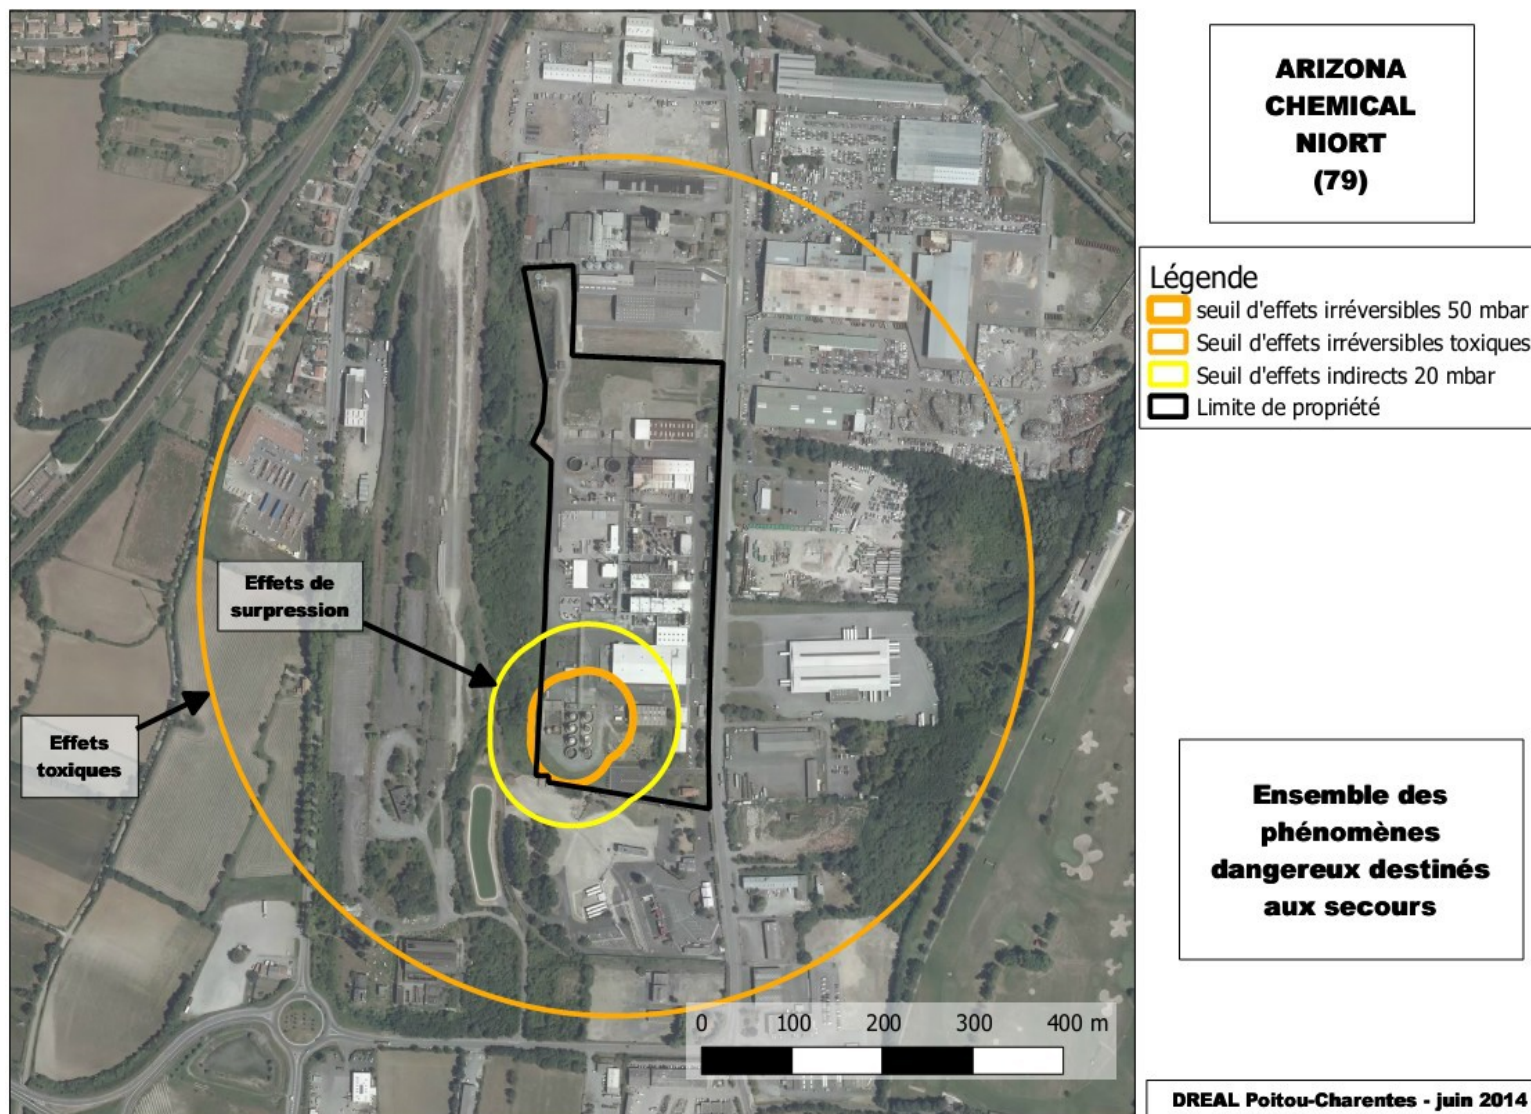 ARIZONA
CHEMICAL
NIORT
(79)
Légende
seuil d'effets irréversibles 50 mbar
Seuil d'effets irréversibles toxiques
Seuil d'effets indirects 20 mbar
Limite de propriété
Effets de
surpression
Effets
toxiques
Ensemble des
phénomènes
dangereux destinés
aux secours
0 100 200 300 400 m
DREAL Poitou-Charentes - juin 2014